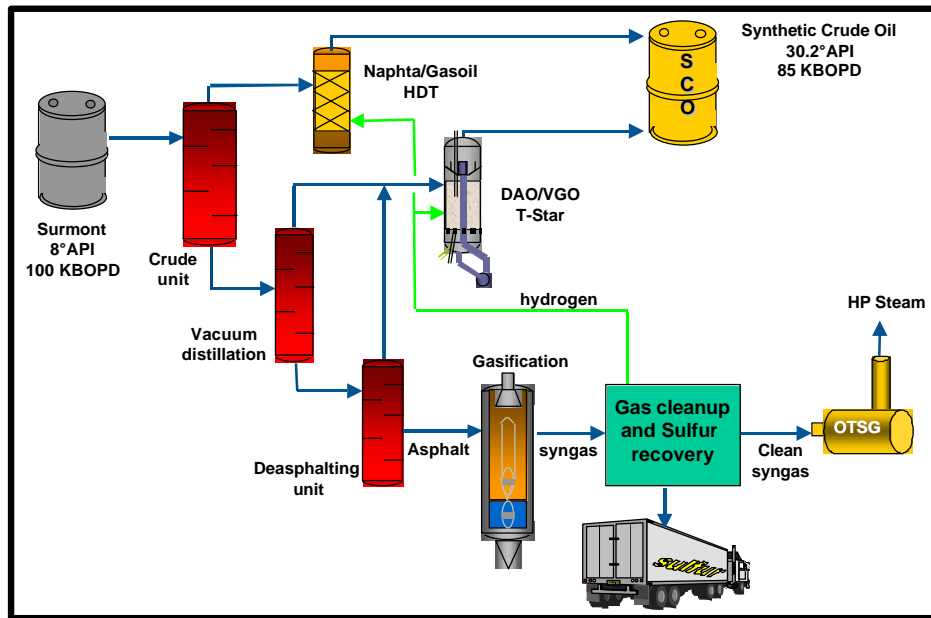 Synthetic Crude Oil
30.2°API
85 KBOPD
S
C
O
Naphta/Gasoil
HDT
DAO/VGO
T-Star
Surmont
8°API
100 KBOPD
Crude
unit
hydrogen
HP Steam
Vacuum
distillation
Gasification
Gas cleanup
and Sulfur
recovery
OTSG
Asphalt
syngas
Clean
syngas
Deasphalting
unit
sulfur